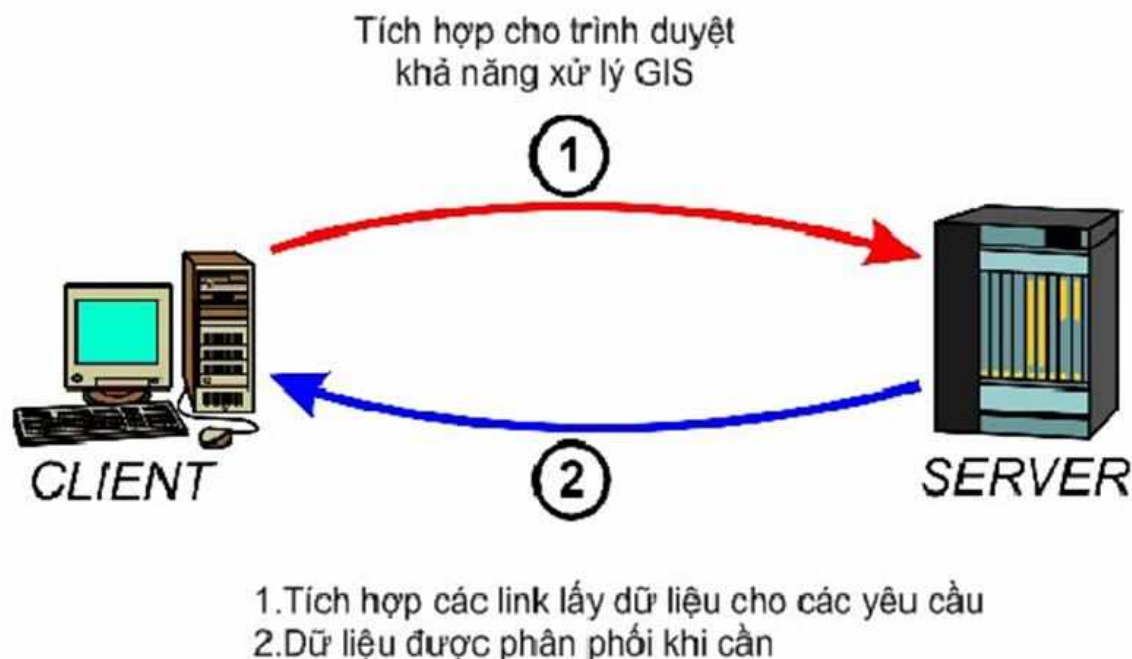 Tích hợp cho trình duyệt
khả năng xử lý GIS
1
CLIENT
SERVER
2
1.Tích hợp các link lấy dữ liệu cho các yêu cầu
2.Dữ liệu được phân phối khi cần